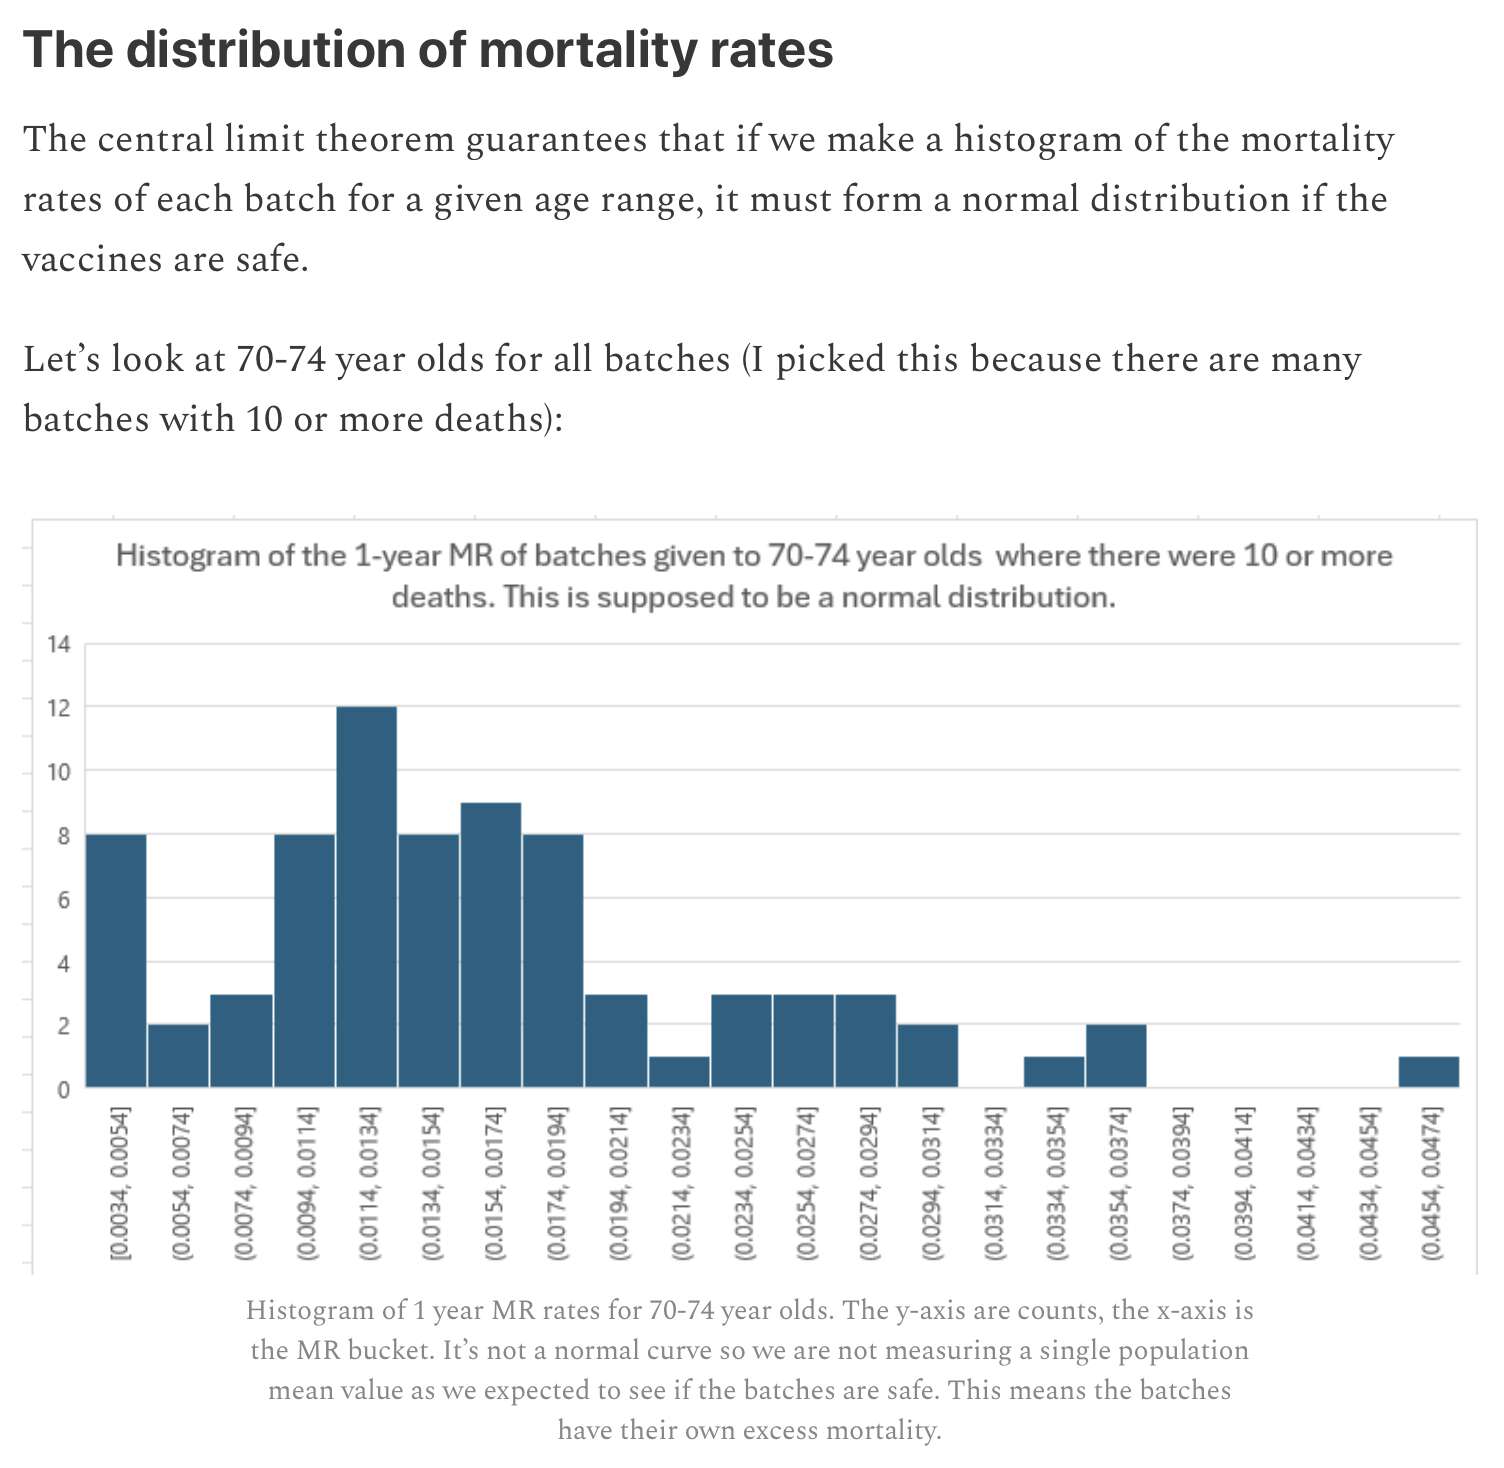 The distribution of mortality rates
The central limit theorem guarantees that if we make a histogram of the mortality
rates of each batch for a given age range, it must form a normal distribution if the
vaccines are safe.
Let’s look at 70-74 year olds for all batches (I picked this because there are many
batches with 10 or more deaths):
Histogram of the 1-year MR of batches given to 70-74 year olds  where there were 10 or more
deaths. This is supposed to be a normal distribution.
14
12
10
8
6
4
2
0
[0.0034, 0.0054]
(0.0054, 0.0074]
(0.0074, 0.0094]
(0.0094, 0.0114]
(0.0114, 0.0134]
(0.0134, 0.0154]
(0.0154, 0.0174]
(0.0174, 0.0194]
(0.0194, 0.0214]
(0.0214, 0.0234]
(0.0234, 0.0254]
(0.0254, 0.0274]
(0.0274, 0.0294]
(0.0294, 0.0314]
(0.0314, 0.0334]
(0.0334, 0.0354]
(0.0354, 0.0374]
(0.0374, 0.0394]
(0.0394, 0.0414]
(0.0414, 0.0434]
(0.0434, 0.0454]
(0.0454, 0.0474]
Histogram of 1 year MR rates for 70-74 year olds. The y-axis are counts, the x-axis is
the MR bucket. It’s not a normal curve so we are not measuring a single population
mean value as we expected to see if the batches are safe. This means the batches
have their own excess mortality.